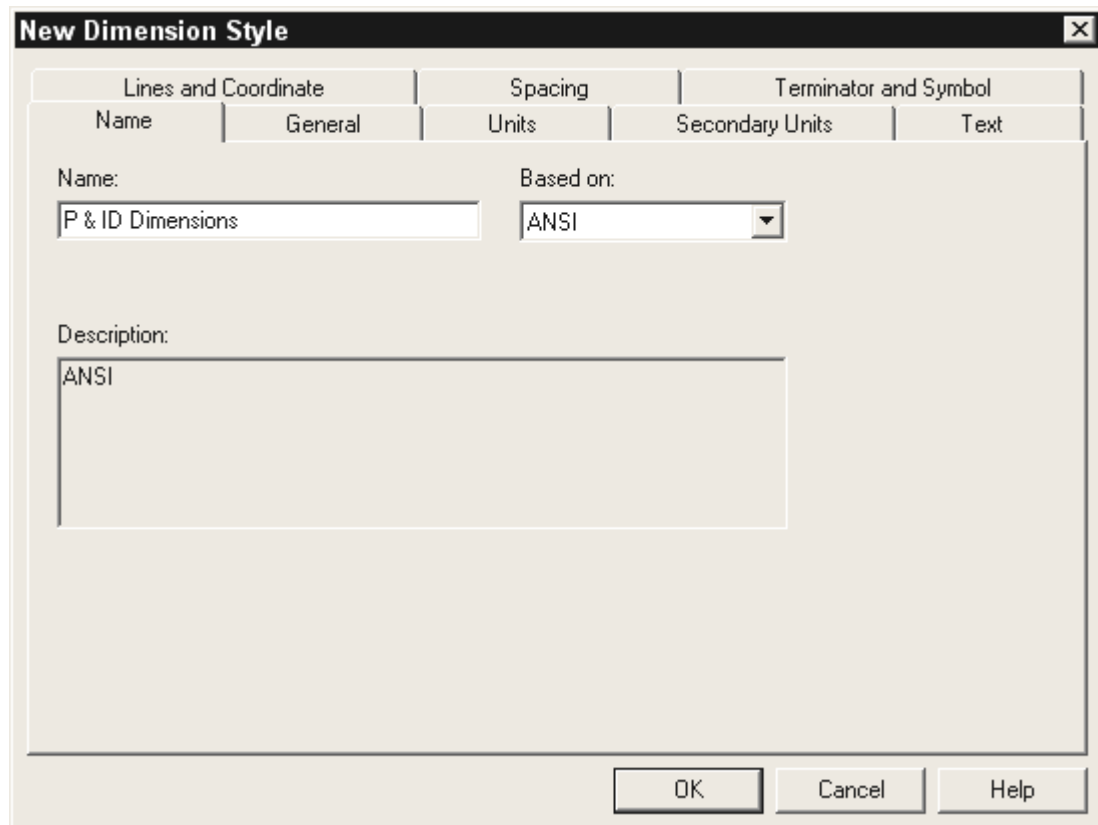 New Dimension Style
Lines and Coordinate Spacing Terminator and Symbol
Name General Units Secondary Units Text
Name: Based on:
P & ID Dimensions ANSI
Description:
ANSI
OK Cancel Help